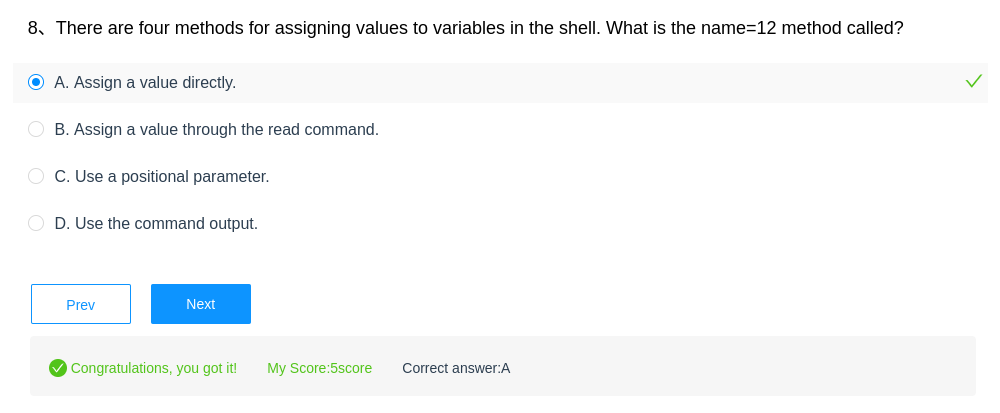 8、There are four methods for assigning values to variables in the shell. What is the name=12 method called?
A. Assign a value directly.
B. Assign a value through the read command.
C. Use a positional parameter.
D. Use the command output.
Prev Next
Congratulations, you got it! My Score:5score Correct answer:A